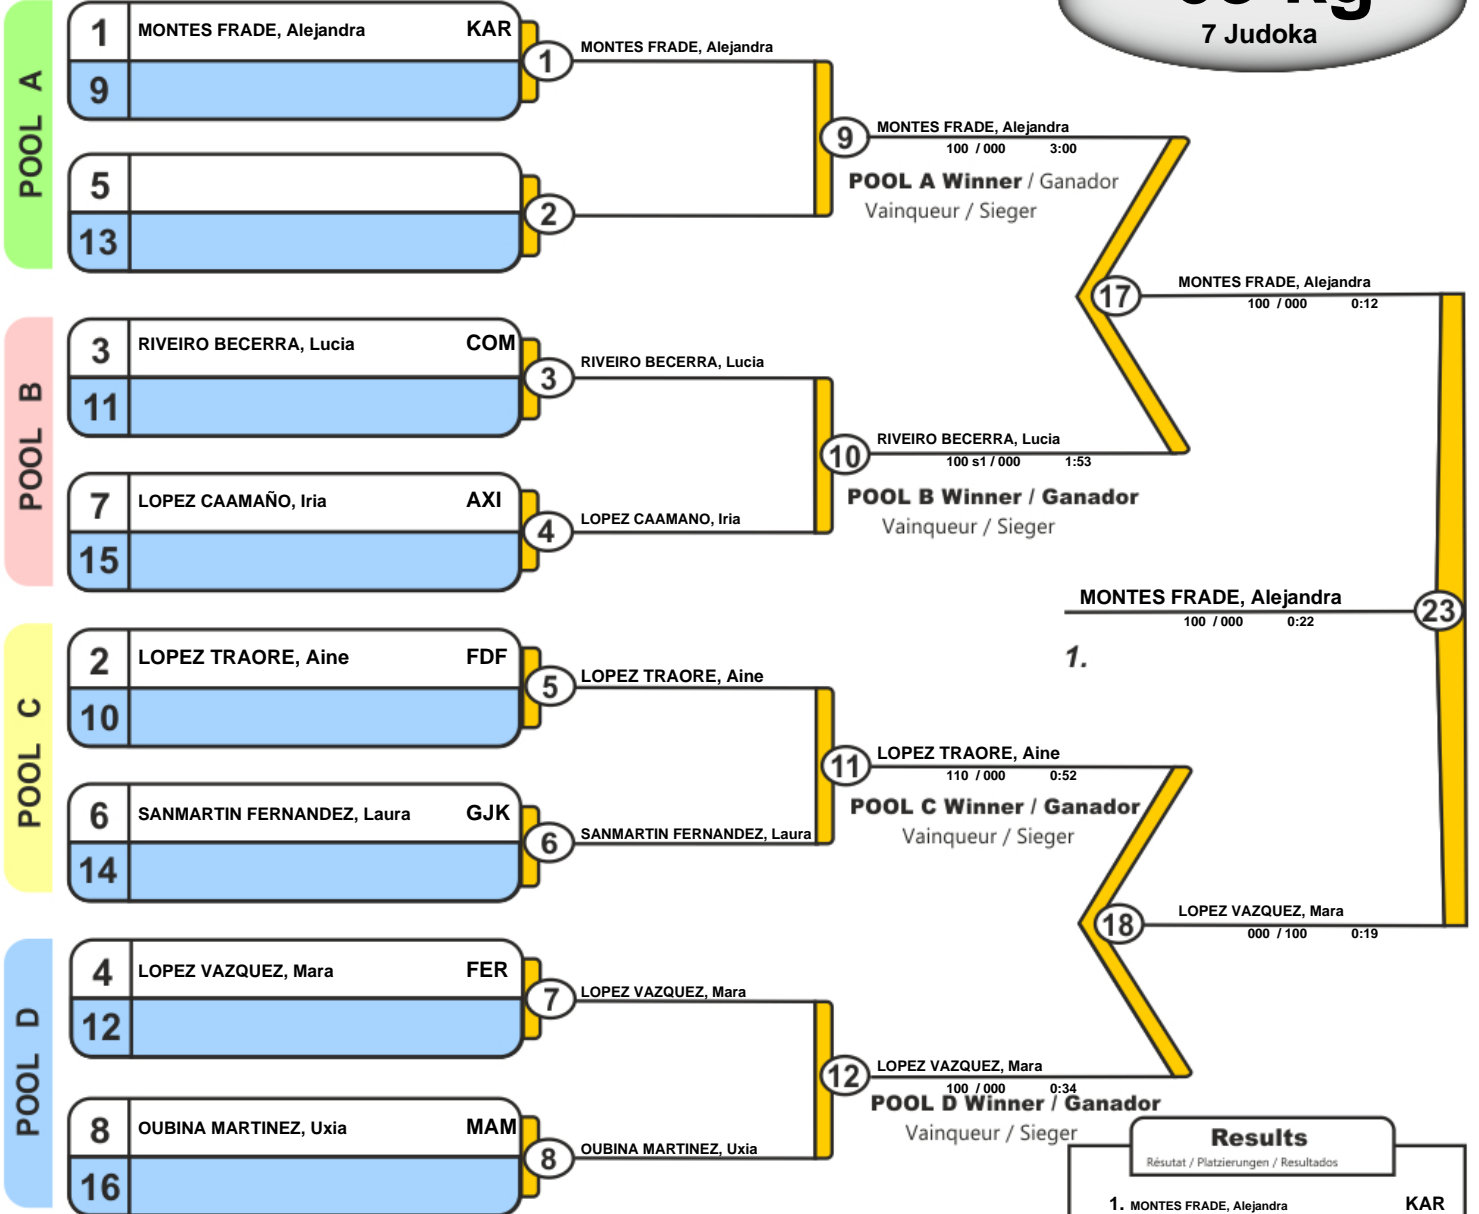 7 Judoka
POOL A
1 MONTES FRADE, Alejandra KAR
9
1
MONTES FRADE, Alejandra
5
13
2
9
MONTES FRADE, Alejandra
100 / 000 3:00
POOL A Winner / Ganador
Vainqueur / Sieger
17
MONTES FRADE, Alejandra
100 / 000 0:12
POOL B
3 RIVEIRO BECERRA, Lucia COM
11
3
RIVEIRO BECERRA, Lucia
7 LOPEZ CAAMAÑO, Iria AXI
15
4
LOPEZ CAAMANO, Iria
10
RIVEIRO BECERRA, Lucia
100 s1 / 000 1:53
POOL B Winner / Ganador
Vainqueur / Sieger
MONTES FRADE, Alejandra
100 / 000 0:22
1.
23
POOL C
2 LOPEZ TRAORE, Aine FDF
10
5
LOPEZ TRAORE, Aine
6 SANMARTIN FERNANDEZ, Laura GJK
14
6
SANMARTIN FERNANDEZ, Laura
11
LOPEZ TRAORE, Aine
110 / 000 0:52
POOL C Winner / Ganador
Vainqueur / Sieger
18
LOPEZ VAZQUEZ, Mara
000 / 100 0:19
POOL D
4 LOPEZ VAZQUEZ, Mara FER
12
7
LOPEZ VAZQUEZ, Mara
8 OUBINA MARTINEZ, Uxia MAM
16
8
OUBINA MARTINEZ, Uxia
12
LOPEZ VAZQUEZ, Mara
100 / 000 0:34
POOL D Winner / Ganador
Vainqueur / Sieger
Results
Résutat / Platzierungen / Resultados
1. MONTES FRADE, Alejandra KAR